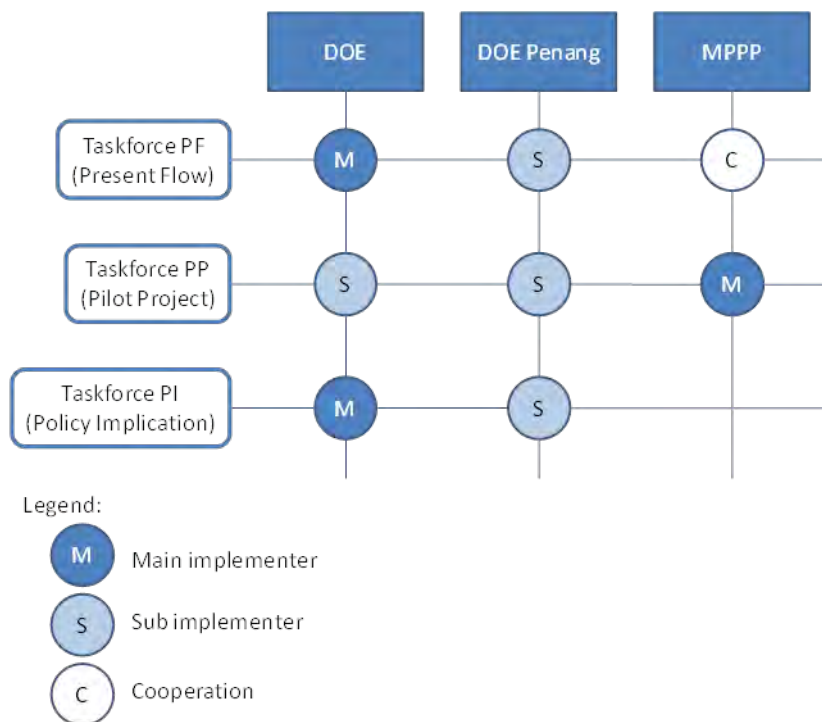 DOE
DOE Penang
MPPP
Taskforce PF
(Present Flow)
M
S
C
Taskforce PP
(Pilot Project)
S
S
M
Taskforce PI
(Policy Implication)
M
S
Legend:
M
Main implementer
S
Sub implementer
C
Cooperation